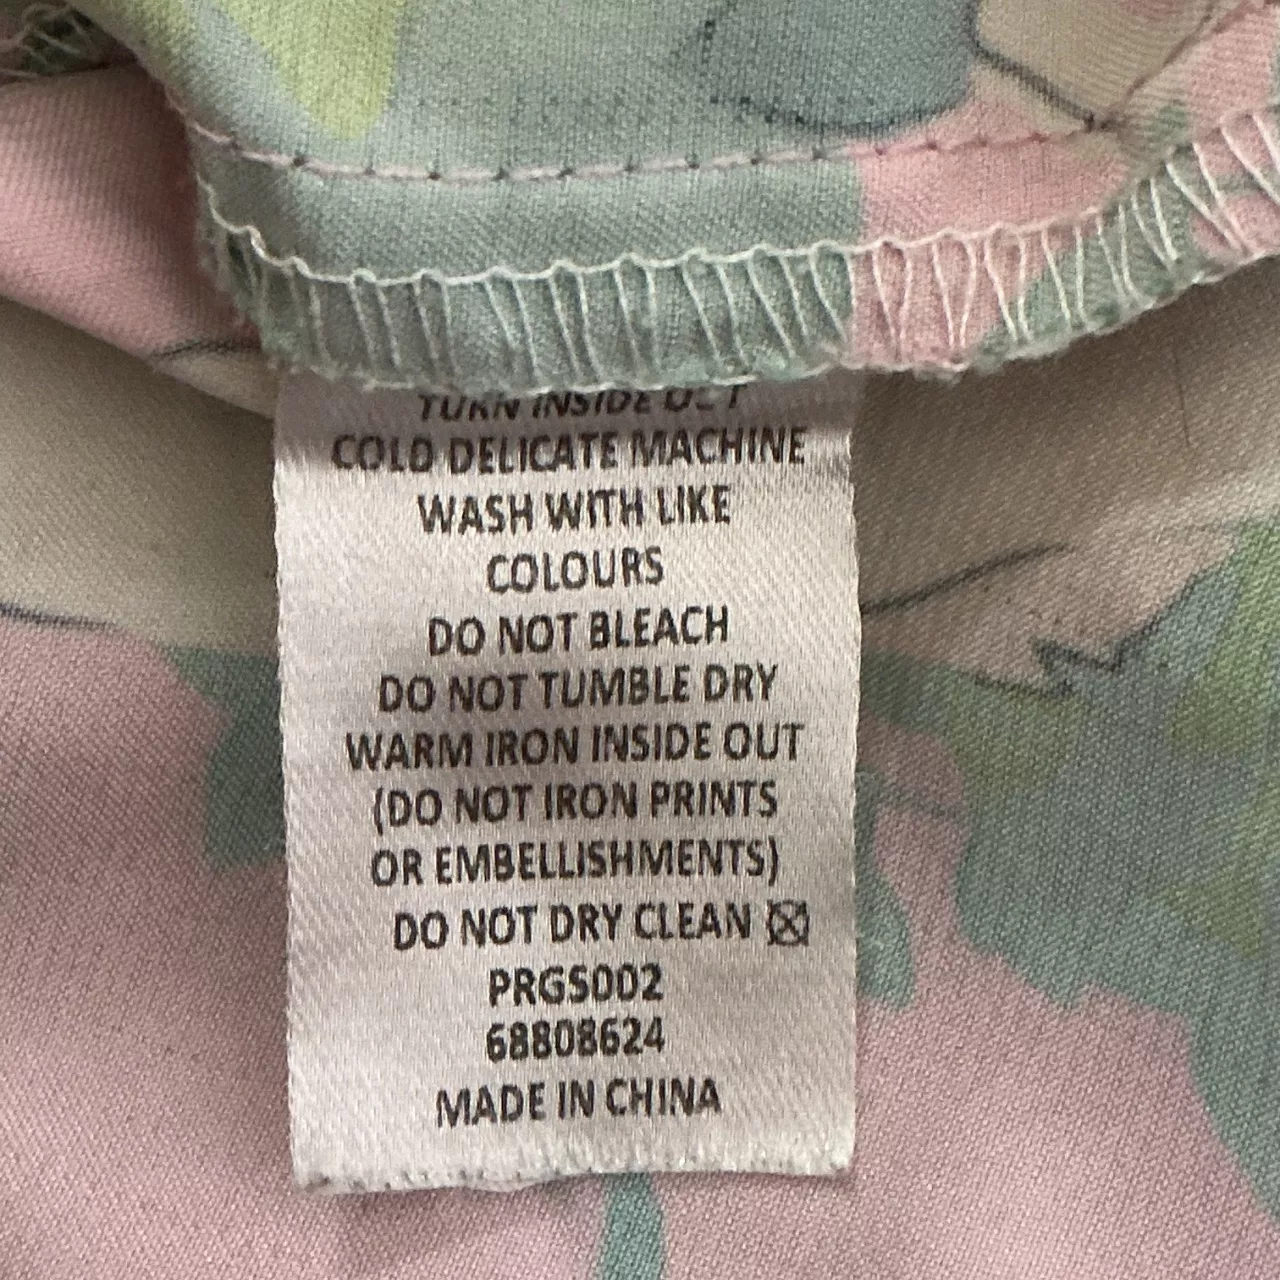 TURN INSIDE OUT
COLD DELICATE MACHINE
WASH WITH LIKE
COLOURS
DO NOT BLEACH
DO NOT TUMBLE DRY
WARM IRON INSIDE OUT
(DO NOT IRON PRINTS
OR EMBELLISHMENTS)
DO NOT DRY CLEAN
PRGS002
68808624
MADE IN CHINA